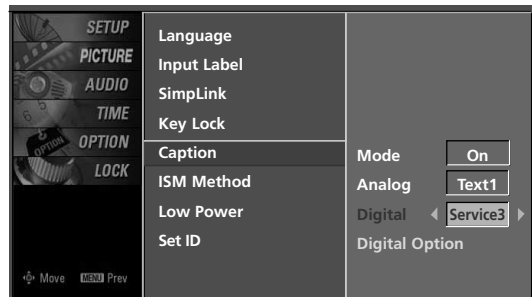 SETUP
PICTURE
AUDIO
TIME
OPTION
LOCK
Move MENU Prev
Language
Input Label
SimpLink
Key Lock
Caption
ISM Method
Low Power
Set ID
Mode On
Analog Text1
Digital Service3
Digital Option